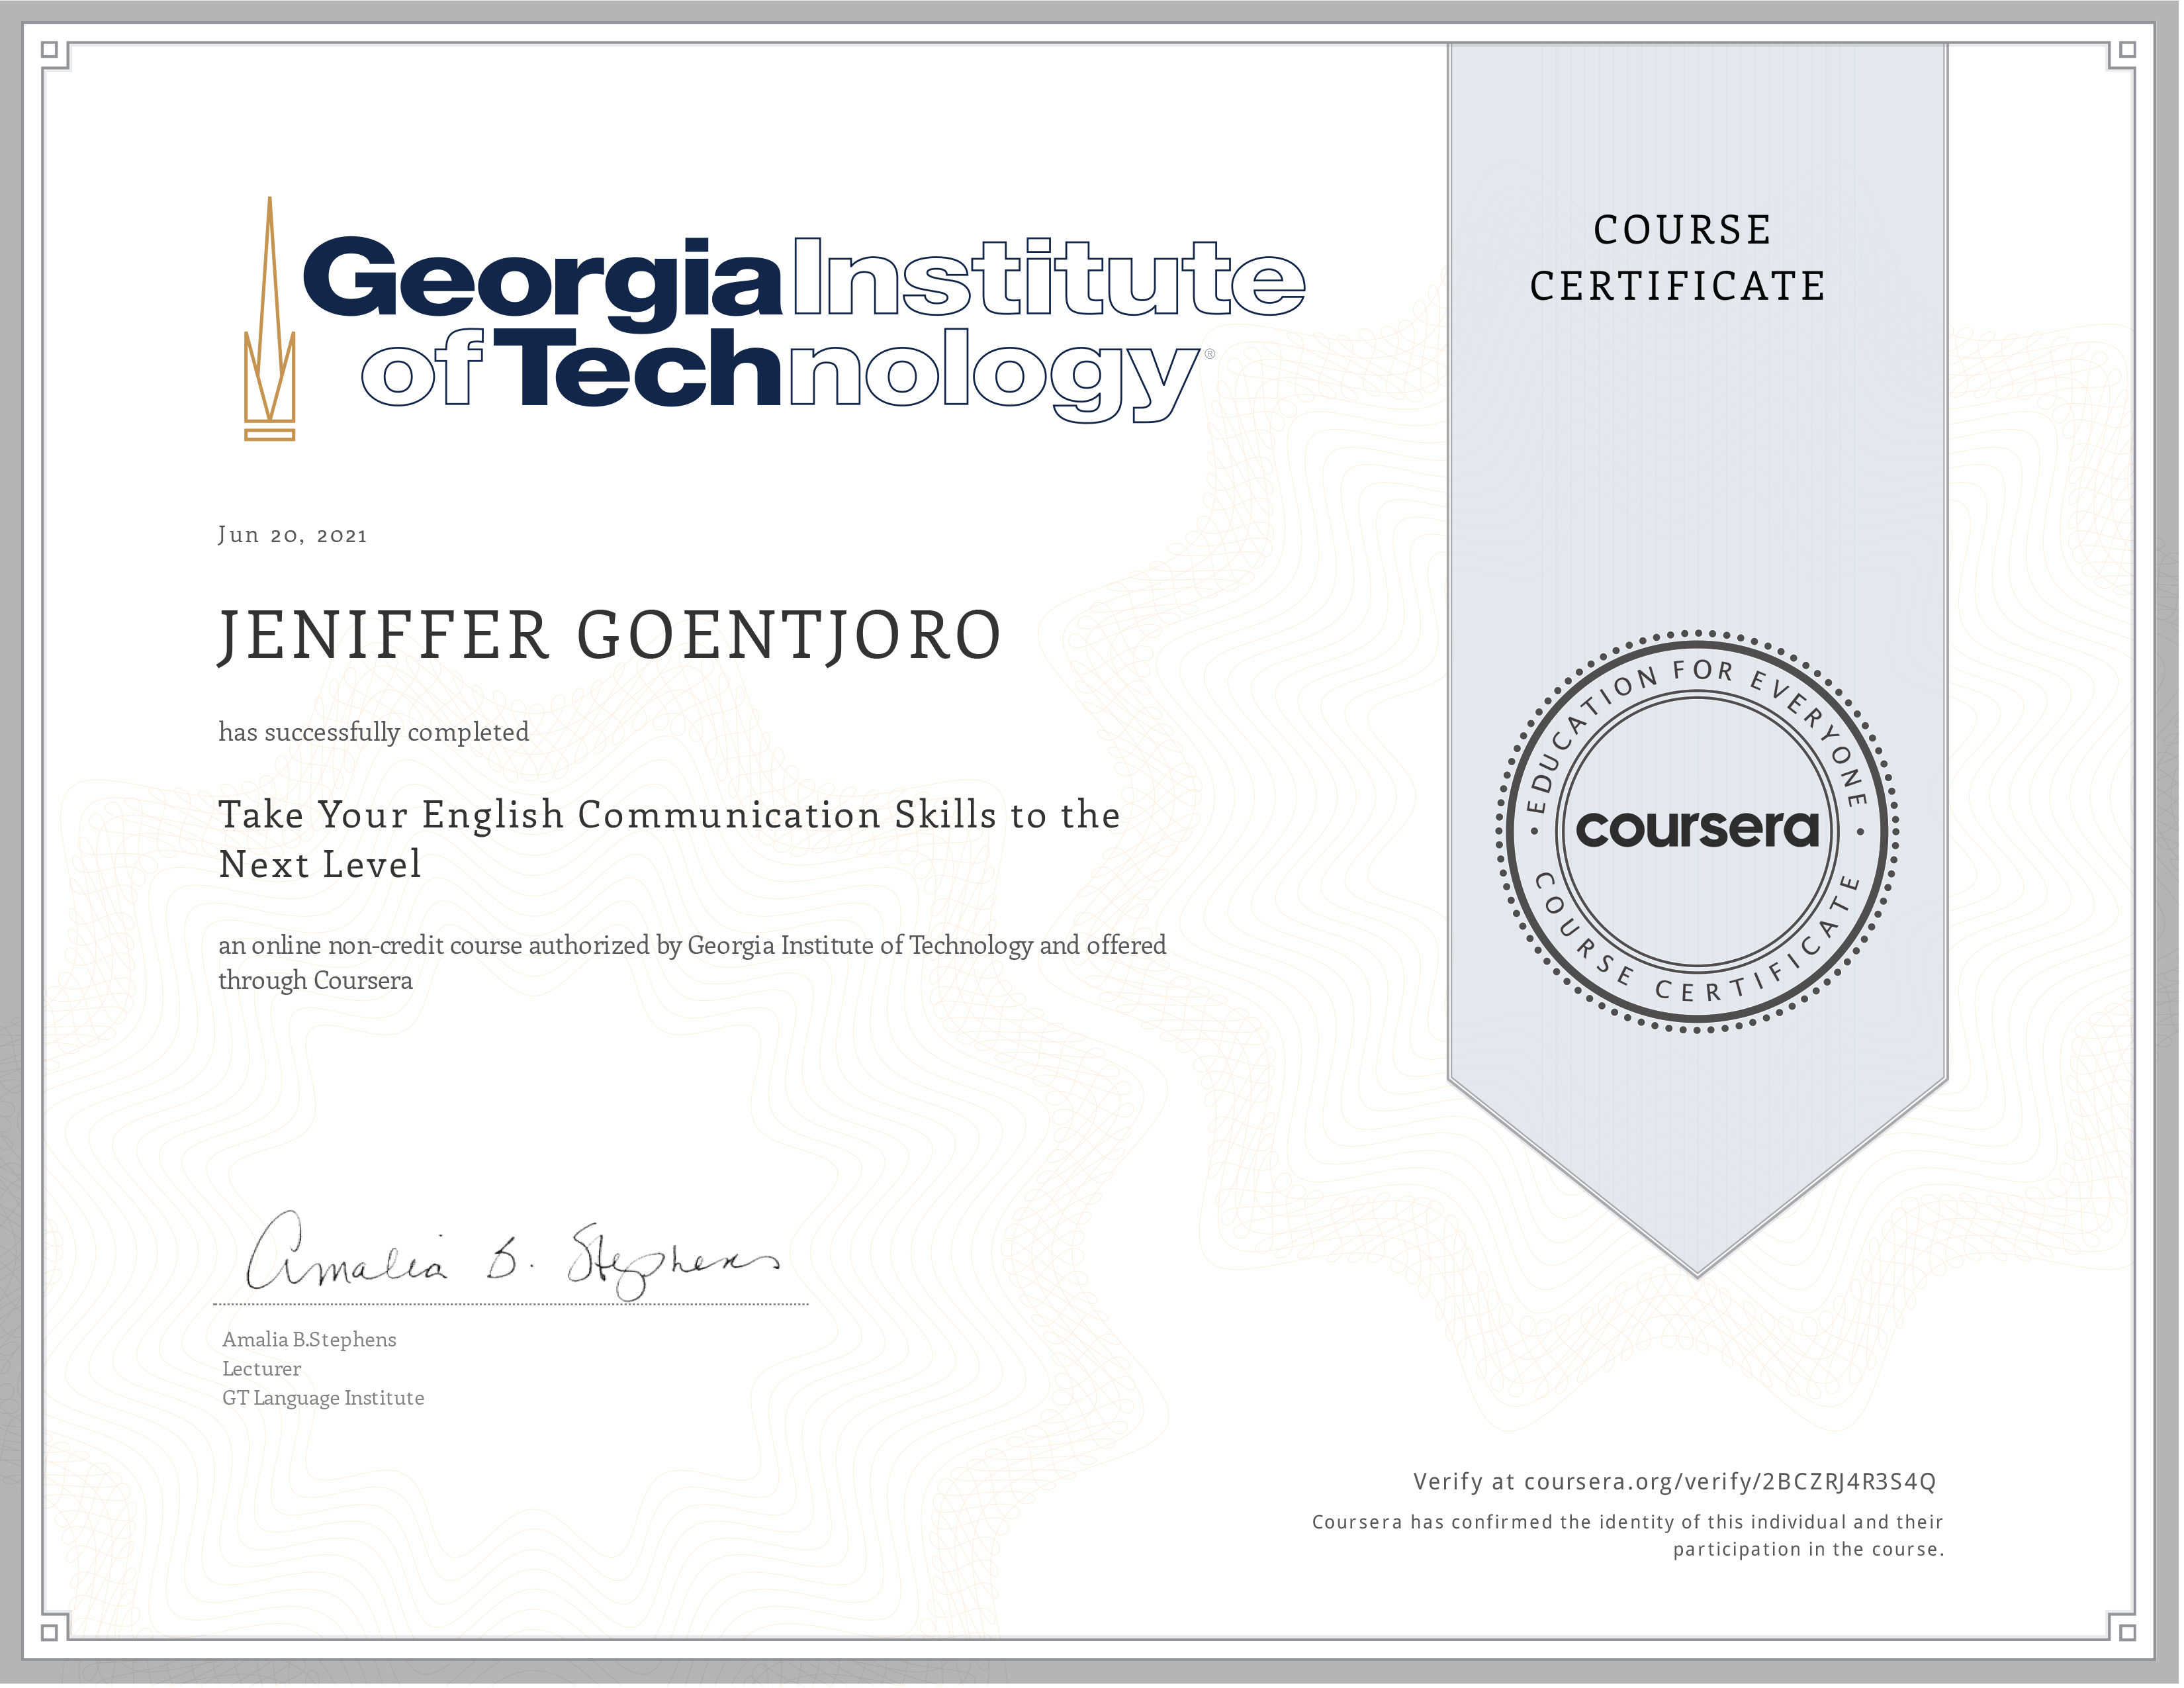 Georgia Institute
of Technology®
COURSE
CERTIFICATE
Jun 20, 2021
JENIFFER GOENTJORO
has successfully completed
Take Your English Communication Skills to the
Next Level
an online non-credit course authorized by Georgia Institute of Technology and offered
through Coursera
EDUCATION FOR EVERYONE
coursera
COURSE CERTIFICATE
Amalia B. Stephens
Amalia B.Stephens
Lecturer
GT Language Institute
Verify at coursera.org/verify/2BCZRJ4R3S4Q
Coursera has confirmed the identity of this individual and their
participation in the course.